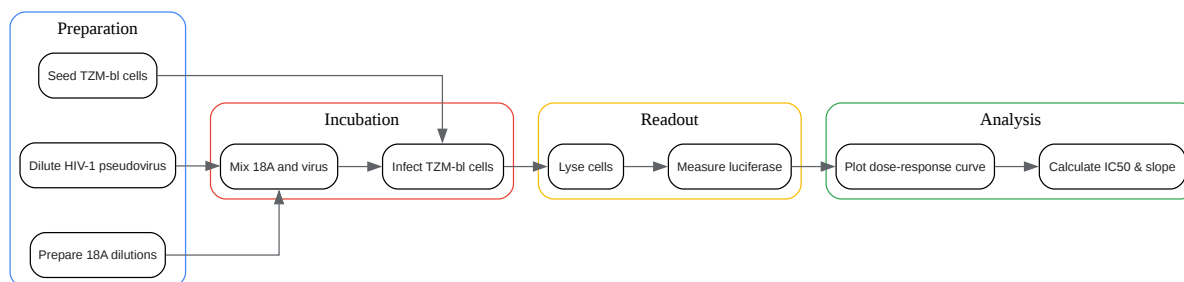 Preparation
Seed TZM-bl cells
Dilute HIV-1 pseudovirus
Prepare 18A dilutions
Incubation
Mix 18A and virus
Infect TZM-bl cells
Readout
Lyse cells
Measure luciferase
Analysis
Plot dose-response curve
Calculate IC50 & slope